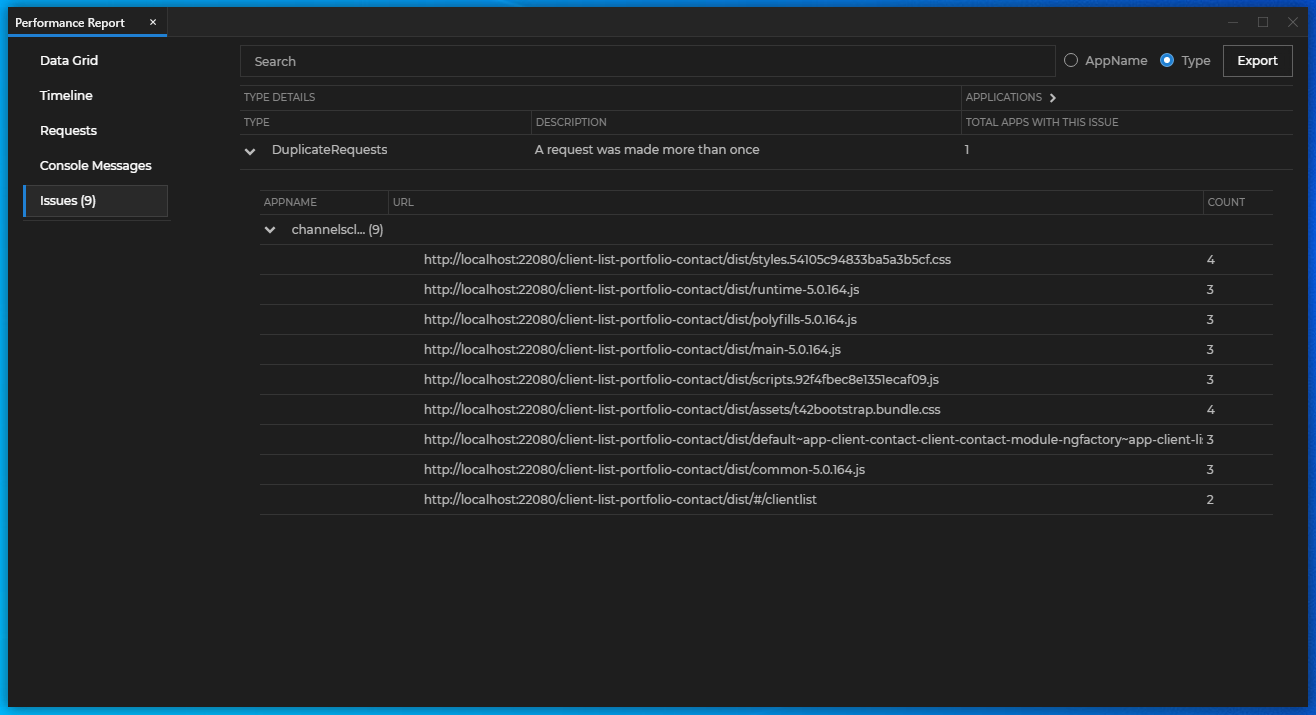 Performance Report ×
Data Grid
Timeline
Requests
Console Messages
Issues (9)
Search AppName Type Export
TYPE DETAILS APPLICATIONS
TYPE DESCRIPTION TOTAL APPS WITH THIS ISSUE
DuplicateRequests A request was made more than once 1
APPNAME URL COUNT
channelscl... (9)
http://localhost:22080/client-list-portfolio-contact/dist/styles.54105c94833ba5a3b5cf.css 4
http://localhost:22080/client-list-portfolio-contact/dist/runtime-5.0.164.js 3
http://localhost:22080/client-list-portfolio-contact/dist/polyfills-5.0.164.js 3
http://localhost:22080/client-list-portfolio-contact/dist/main-5.0.164.js 3
http://localhost:22080/client-list-portfolio-contact/dist/scripts.92f4fbec8e1351ecaf09.js 3
http://localhost:22080/client-list-portfolio-contact/dist/assets/t42bootstrap.bundle.css 4
http://localhost:22080/client-list-portfolio-contact/dist/default~app-client-contact-client-contact-module-ngfactory~app-client-li 3
http://localhost:22080/client-list-portfolio-contact/dist/common-5.0.164.js 3
http://localhost:22080/client-list-portfolio-contact/dist/#/clientlist 2